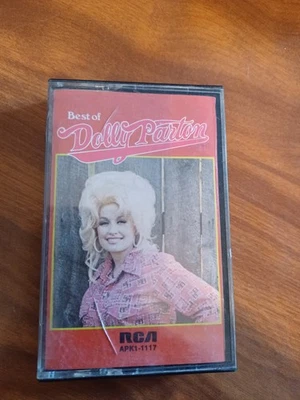 Best of
Dolly Parton
RCA
APK1-1117